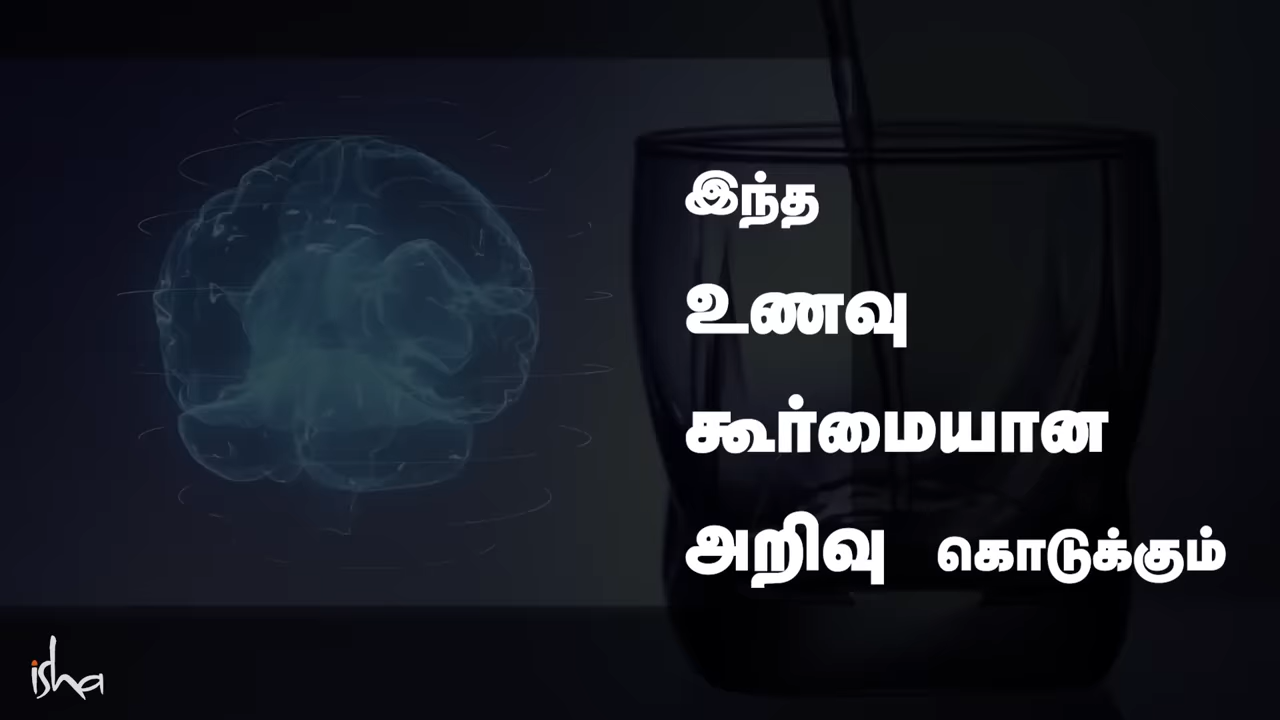 இந்த
உணவு
கூர்மையான
அறிவு கொடுக்கும்
isha